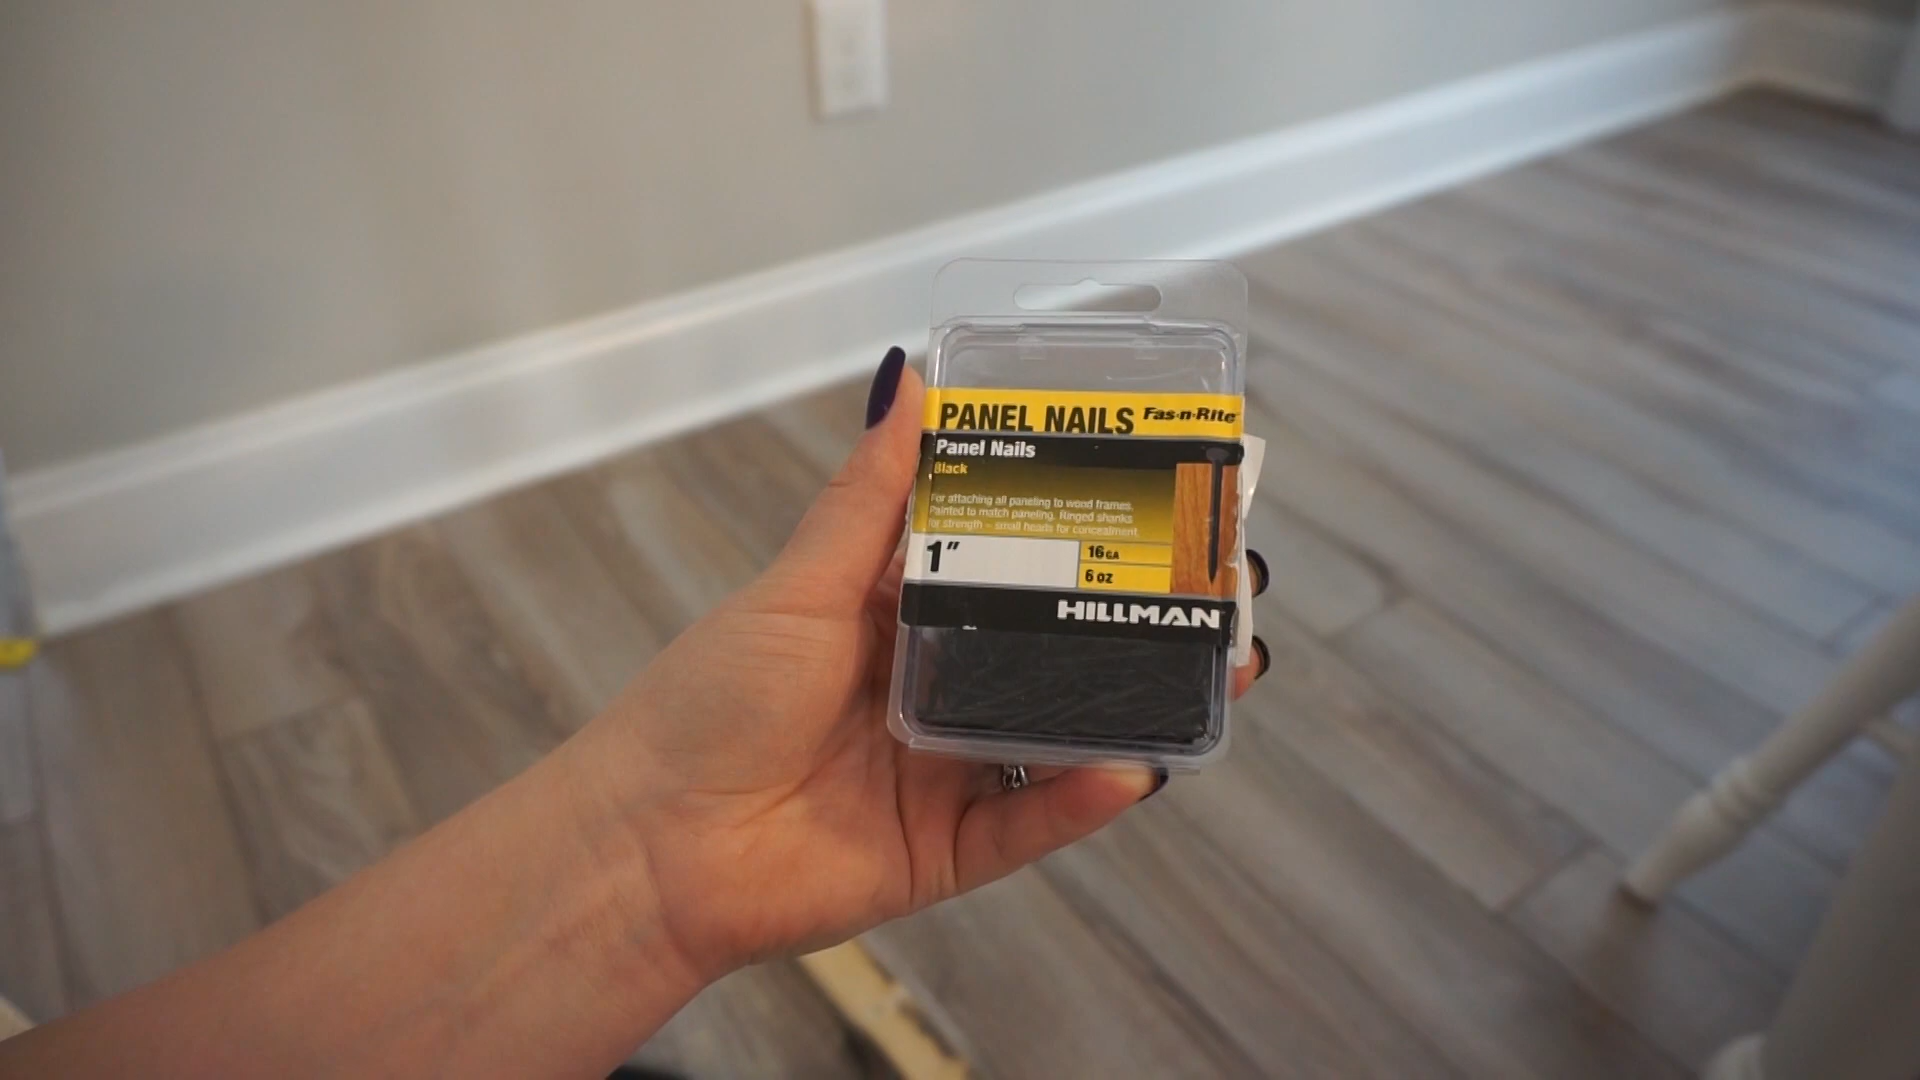 PANEL NAILS Fas-n-Rite
Panel Nails
Black
For attaching all paneling to wood frames.
Painted to match paneling. Ringed shanks
for strength - small heads for concealment.
1"
16 GA
6 oz
HILLMAN